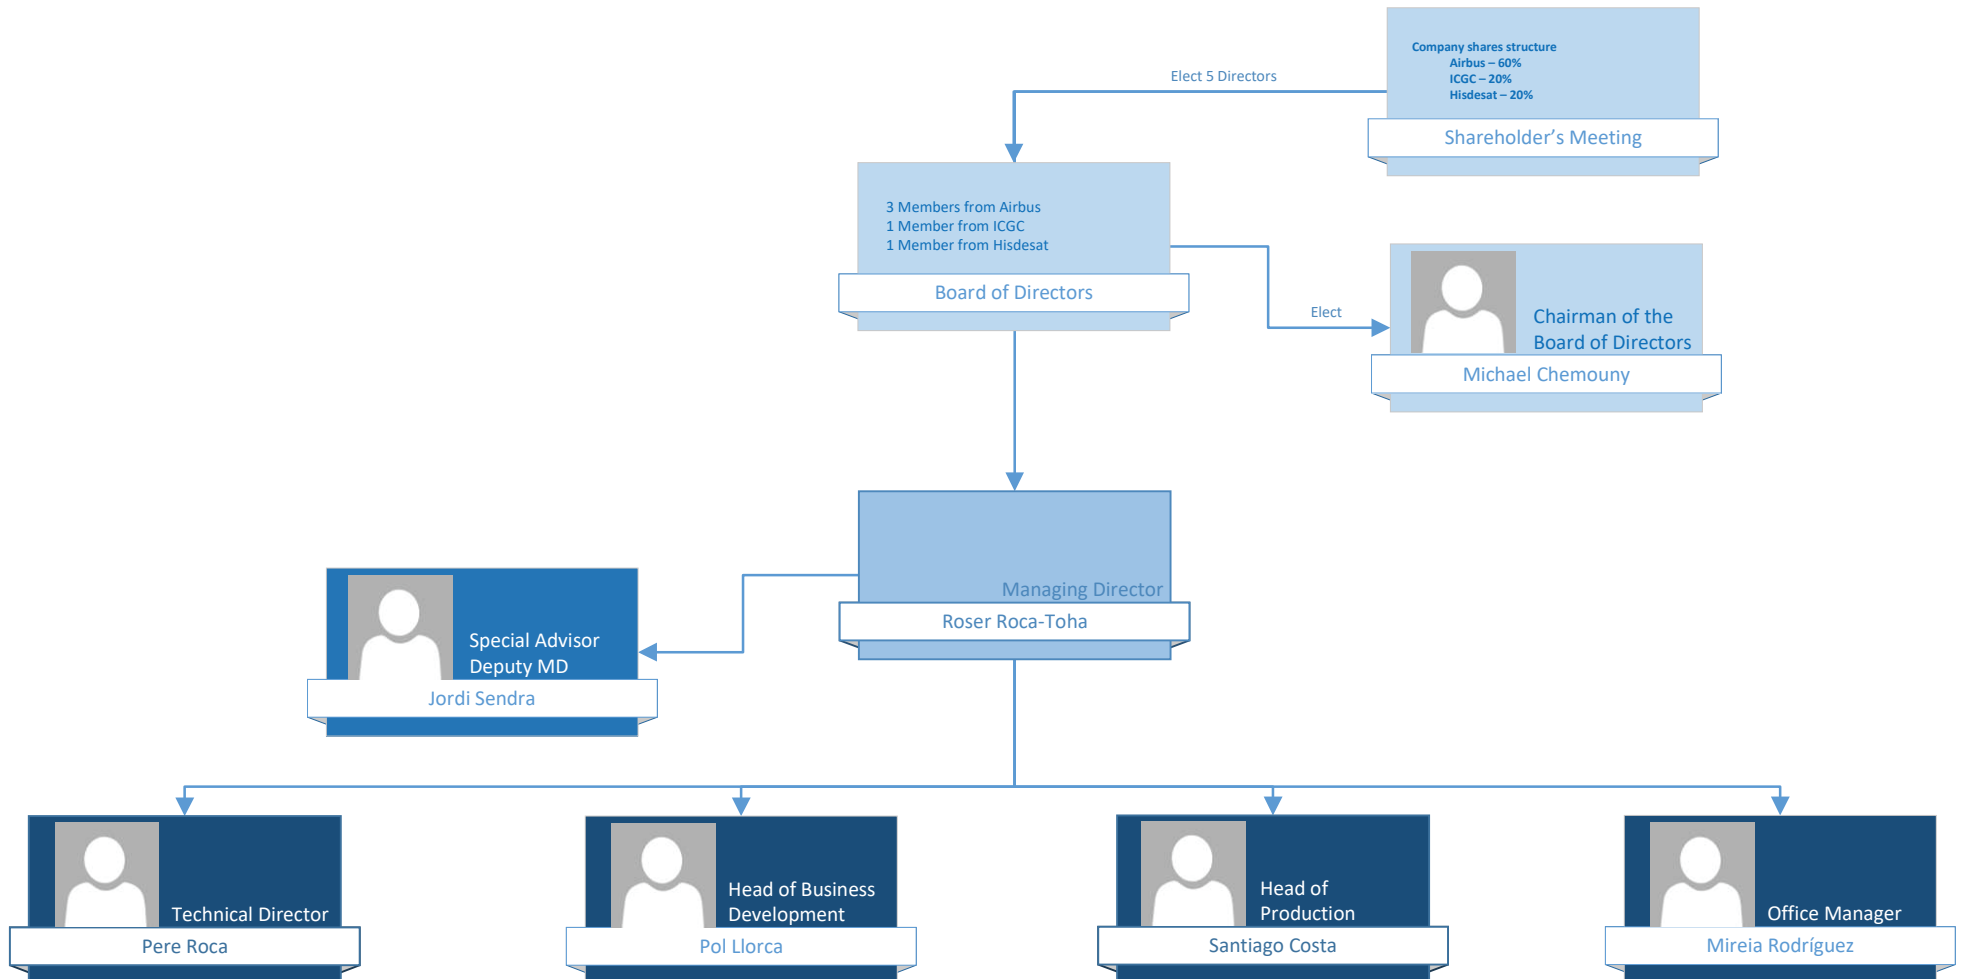 Company shares structure
Airbus – 60%
ICGC – 20%
Hisdesat – 20%
Shareholder’s Meeting
Elect 5 Directors
3 Members from Airbus
1 Member from ICGC
1 Member from Hisdesat
Board of Directors
Elect
Chairman of the
Board of Directors
Michael Chemouny
Managing Director
Roser Roca-Toha
Special Advisor
Deputy MD
Jordi Sendra
Technical Director
Pere Roca
Head of Business
Development
Pol Llorca
Head of
Production
Santiago Costa
Office Manager
Mireia Rodríguez